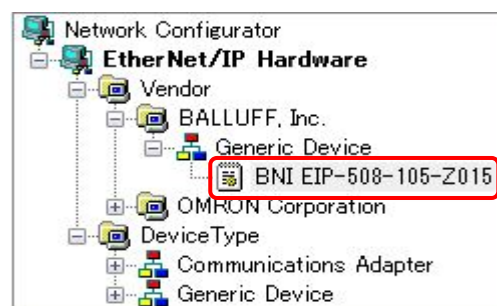 Network Configurator
EtherNet/IP Hardware
Vendor
BALLUFF, Inc.
Generic Device
BNI EIP-508-105-Z015
OMRON Corporation
DeviceType
Communications Adapter
Generic Device